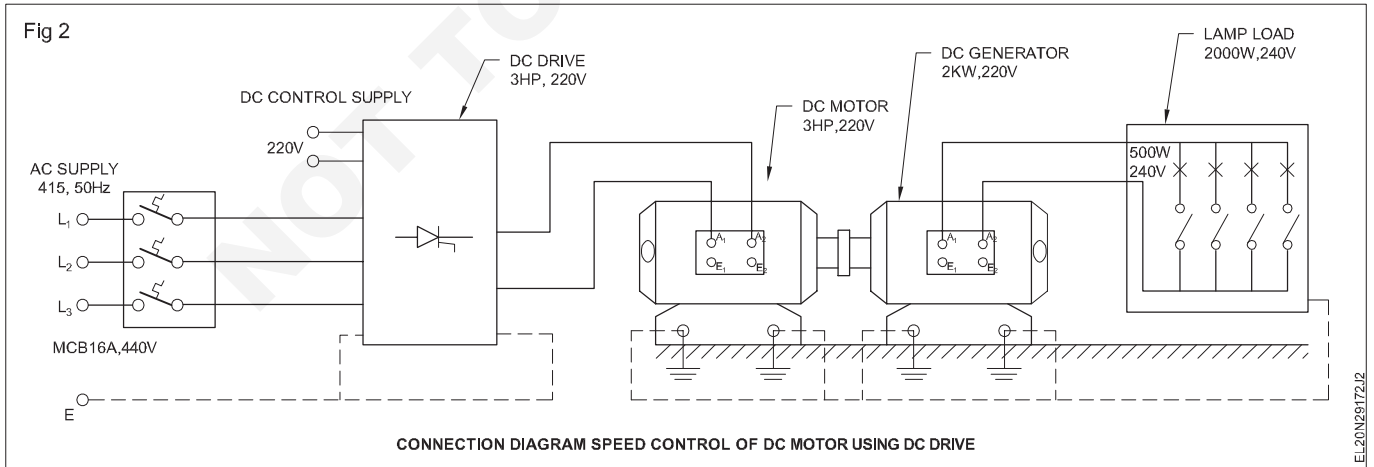 Fig 2
NOT TO
DC DRIVE
3HP, 220V
DC CONTROL SUPPLY
220V
AC SUPPLY
415, 50Hz
L1
L2
L3
MCB16A,440V
E
DC MOTOR
3HP,220V
DC GENERATOR
2KW,220V
LAMP LOAD
2000W,240V
500W
240V
A1 A2
E1 E2
A1 A2
E1 E2
CONNECTION DIAGRAM SPEED CONTROL OF DC MOTOR USING DC DRIVE
EL20N29172J2